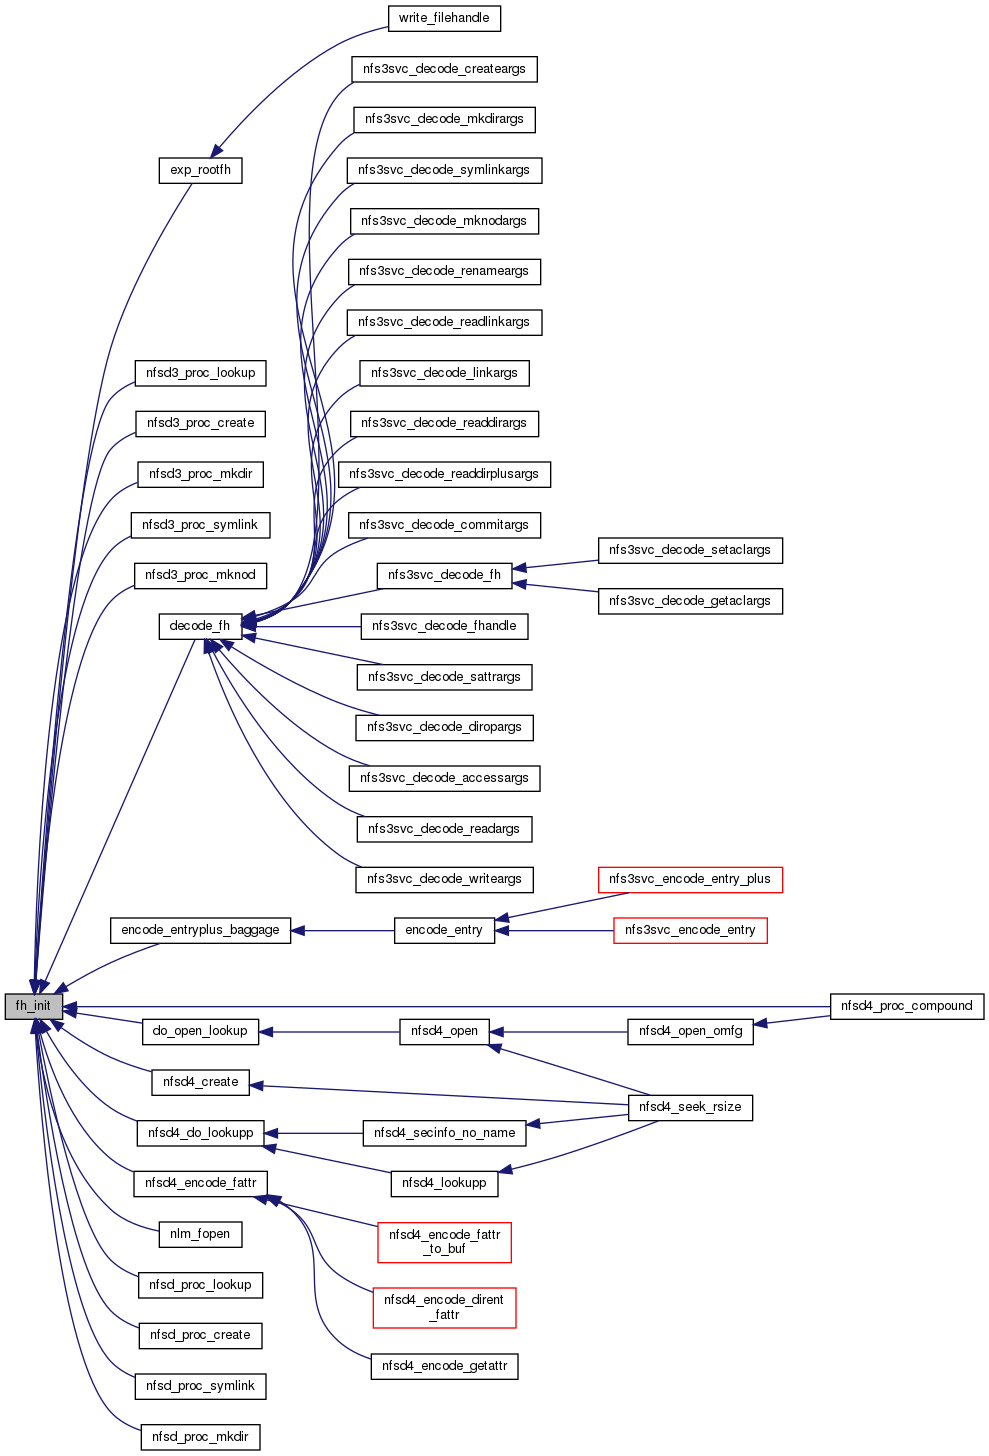 write_filehandle
nfs3svc_decode_createargs
nfs3svc_decode_mkdirargs
exp_rootfh
nfs3svc_decode_symlinkargs
nfs3svc_decode_mknodargs
nfs3svc_decode_renameargs
nfs3svc_decode_readlinkargs
nfsd3_proc_lookup
nfs3svc_decode_linkargs
nfsd3_proc_create
nfs3svc_decode_readdirargs
nfsd3_proc_mkdir
nfs3svc_decode_readdirplusargs
nfsd3_proc_symlink
nfs3svc_decode_commitargs
nfs3svc_decode_setaclargs
nfsd3_proc_mknod
nfs3svc_decode_fh
nfs3svc_decode_getaclargs
decode_fh
nfs3svc_decode_fhandle
nfs3svc_decode_sattrargs
nfs3svc_decode_diropargs
nfs3svc_decode_accessargs
nfs3svc_decode_readargs
nfs3svc_decode_writeargs
nfs3svc_encode_entry_plus
encode_entryplus_baggage
encode_entry
nfs3svc_encode_entry
fh_init
nfsd4_proc_compound
do_open_lookup
nfsd4_open
nfsd4_open_omfg
nfsd4_create
nfsd4_seek_rsize
nfsd4_do_lookupp
nfsd4_secinfo_no_name
nfsd4_encode_fattr
nfsd4_lookupp
nlm_fopen
nfsd4_encode_fattr
_to_buf
nfsd_proc_lookup
nfsd4_encode_dirent
_fattr
nfsd_proc_create
nfsd4_encode_getattr
nfsd_proc_symlink
nfsd_proc_mkdir